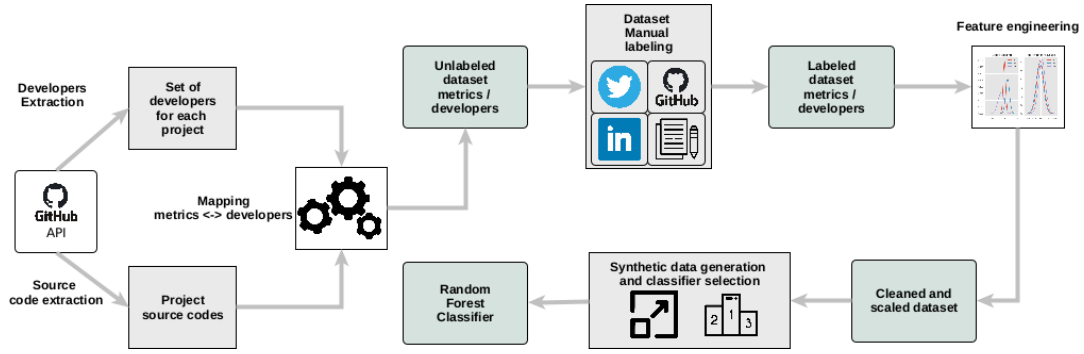 Developers
Extraction
Set of
developers
for each
project
GitHub
API
Source
code extraction
Project
source codes
Mapping
metrics <-> developers
Unlabeled
dataset
metrics /
developers
Dataset
Manual
labeling
GitHub
in
Labeled
dataset
metrics /
developers
Feature engineering
Cleaned and
scaled dataset
Synthetic data generation
and classifier selection
2 1 3
Random
Forest
Classifier